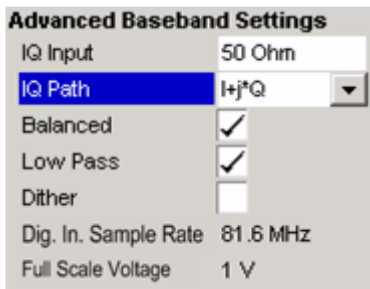 Advanced Baseband Settings
IQ Input 50 Ohm
IQ Path I+j*Q
Balanced
Low Pass
Dither
Dig. In. Sample Rate 81.6 MHz
Full Scale Voltage 1 V